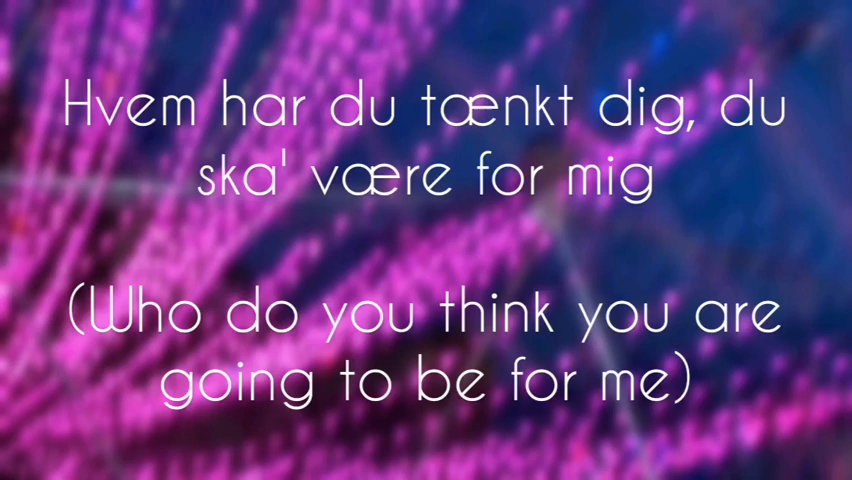 Hvem har du tænkt dig, du
ska' være for mig
(Who do you think you are
going to be for me)